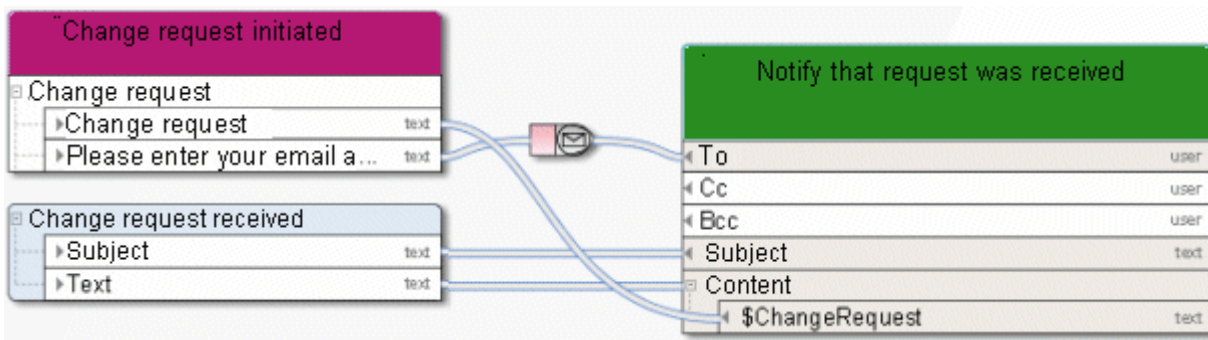 Change request initiated
Change request
Change request text
Please enter your email a... text
Change request received
Subject text
Text text
Notify that request was received
To user
Cc user
Bcc user
Subject text
Content
$ChangeRequest text